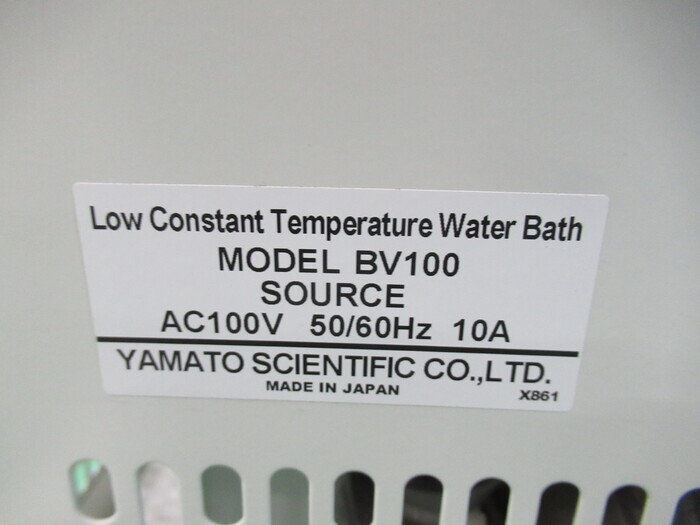 Low Constant Temperature Water Bath
MODEL BV100
SOURCE
AC100V 50/60Hz 10A
YAMATO SCIENTIFIC CO.,LTD.
MADE IN JAPAN
X861